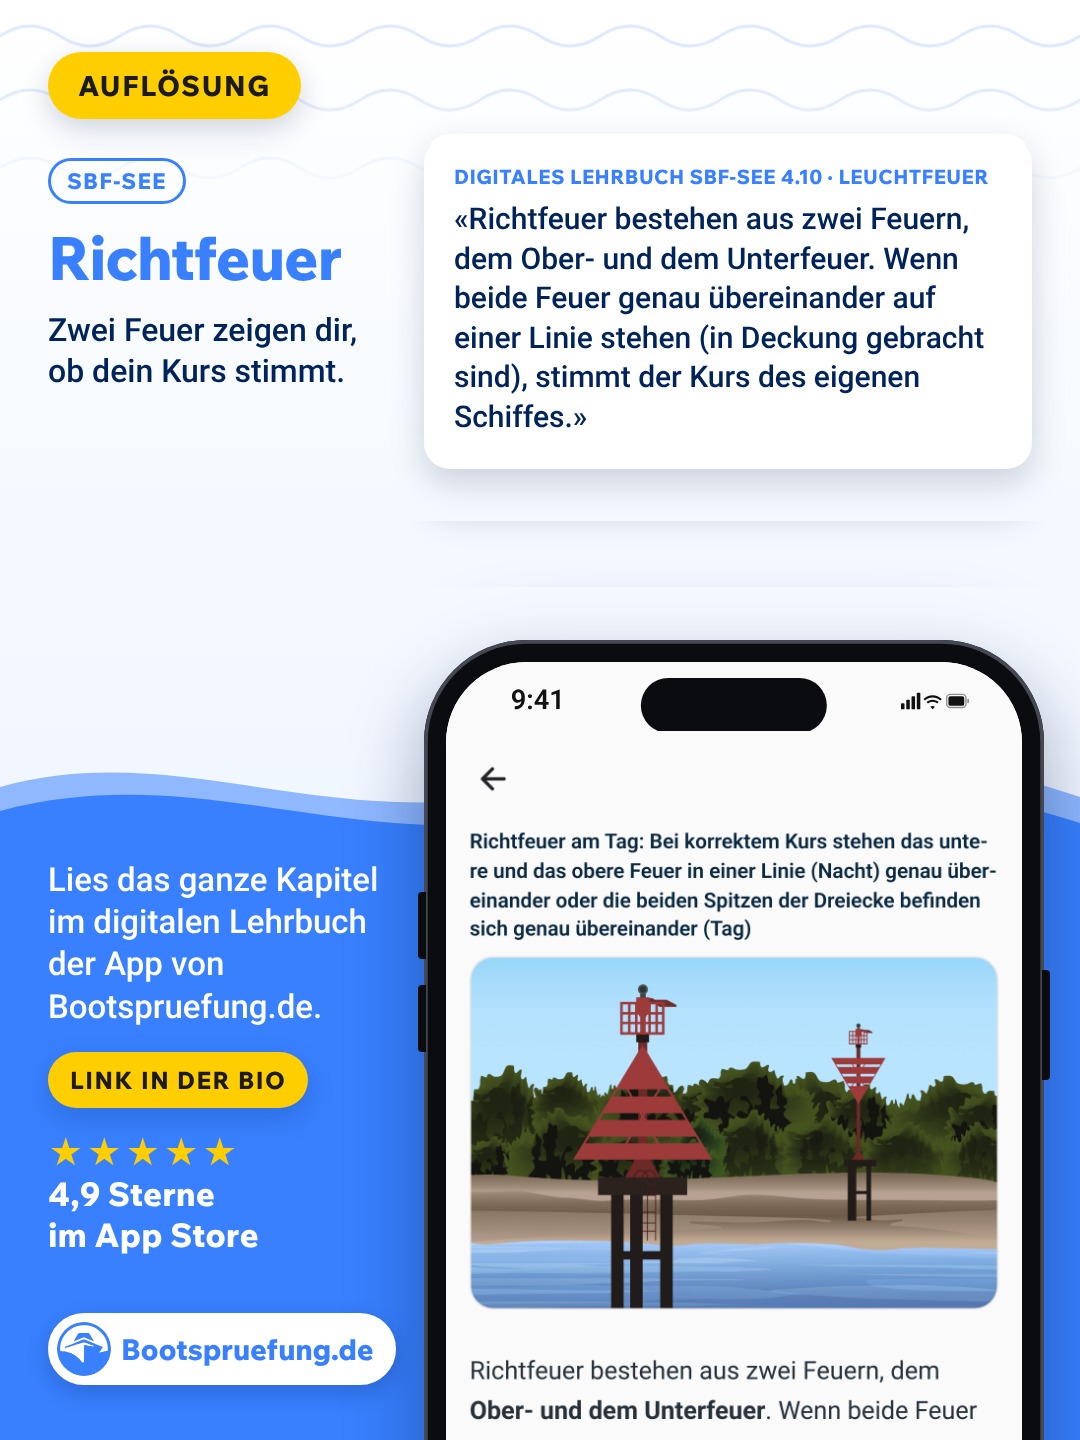 AUFLÖSUNG
SBF-SEE
Richtfeuer
Zwei Feuer zeigen dir,
ob dein Kurs stimmt.
DIGITALES LEHRBUCH SBF-SEE 4.10 · LEUCHTFEUER
«Richtfeuer bestehen aus zwei Feuern,
dem Ober- und dem Unterfeuer. Wenn
beide Feuer genau übereinander auf
einer Linie stehen (in Deckung gebracht
sind), stimmt der Kurs des eigenen
Schiffes.»
9:41
Richtfeuer am Tag: Bei korrektem Kurs stehen das unte-
re und das obere Feuer in einer Linie (Nacht) genau über-
einander oder die beiden Spitzen der Dreiecke befinden
sich genau übereinander (Tag)
Richtfeuer bestehen aus zwei Feuern, dem
Ober- und dem Unterfeuer. Wenn beide Feuer
Lies das ganze Kapitel
im digitalen Lehrbuch
der App von
Bootspruefung.de.
LINK IN DER BIO
★★★★★
4,9 Sterne
im App Store
Bootspruefung.de